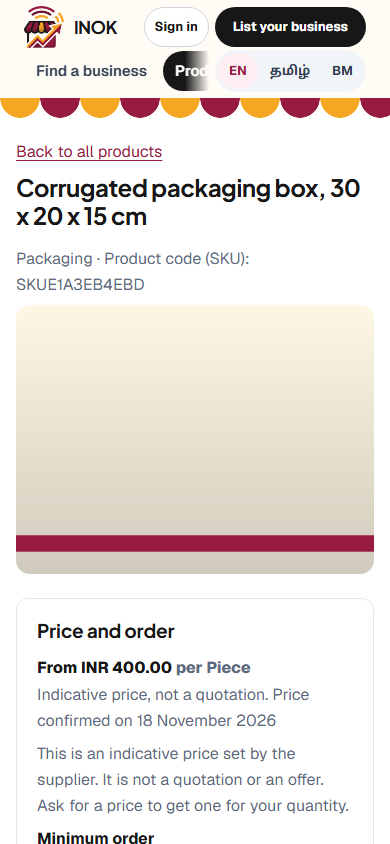 INOK
Sign in
List your business
Find a business
Prod
EN
தமிழ்
BM
Back to all products
Corrugated packaging box, 30
x 20 x 15 cm
Packaging · Product code (SKU):
SKUE1A3EB4EBD
Price and order
From INR 400.00 per Piece
Indicative price, not a quotation. Price
confirmed on 18 November 2026
This is an indicative price set by the
supplier. It is not a quotation or an offer.
Ask for a price to get one for your quantity.
Minimum order